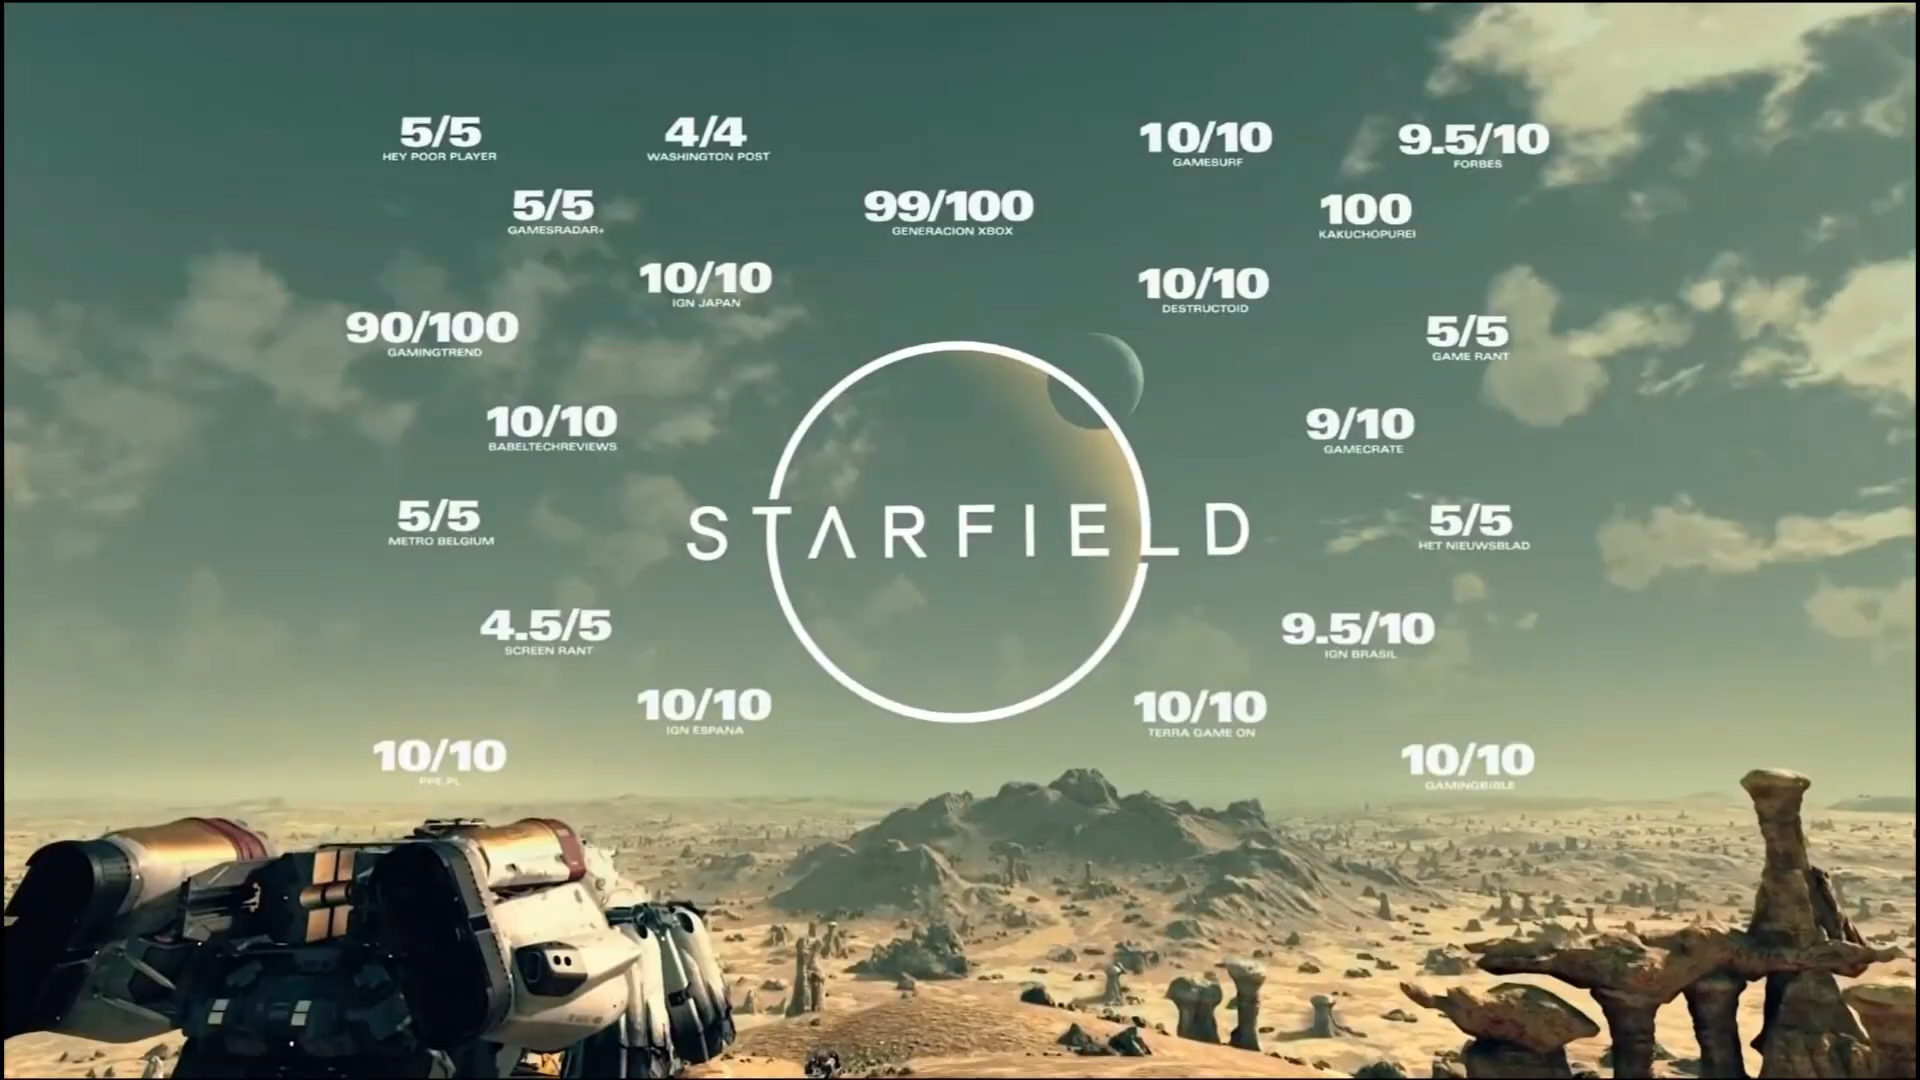 5/5
HEY POOR PLAYER
4/4
WASHINGTON POST
10/10
GAMESURF
9.5/10
FORBES
5/5
GAMESRADAR+
99/100
GENERACION XBOX
100
KAKUCHOPUREI
10/10
IGN JAPAN
10/10
DESTRUCTOID
90/100
GAMINGTREND
5/5
GAME RANT
10/10
BABELTECHREVIEWS
9/10
GAMECRATE
5/5
METRO BELGIUM
STARFIELD
5/5
HET NIEUWSBLAD
4.5/5
SCREEN RANT
9.5/10
IGN BRASIL
10/10
IGN ESPANA
10/10
TERRA GAME ON
10/10
PPE.PL
10/10
GAMINGBIBLE